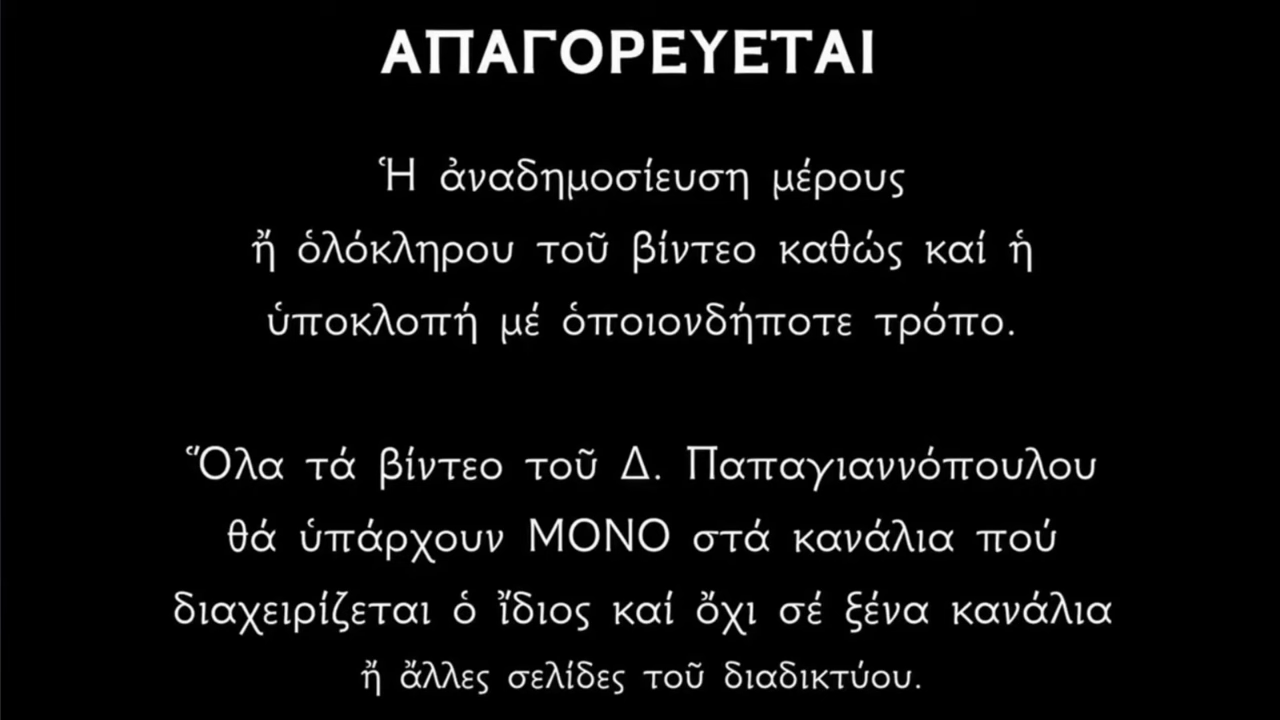 ΑΠΑΓΟΡΕΥΕΤΑΙ
Ἡ ἀναδημοσίευση μέρους
ἤ ὁλόκληρου τοῦ βίντεο καθώς καί ἡ
ὑποκλοπή μέ ὁποιονδήποτε τρόπο.
Ὅλα τά βίντεο τοῦ Δ. Παπαγιαννόπουλου
θά ὑπάρχουν ΜΟΝΟ στά κανάλια πού
διαχειρίζεται ὁ ἴδιος καί ὄχι σέ ξένα κανάλια
ἤ ἄλλες σελίδες τοῦ διαδικτύου.